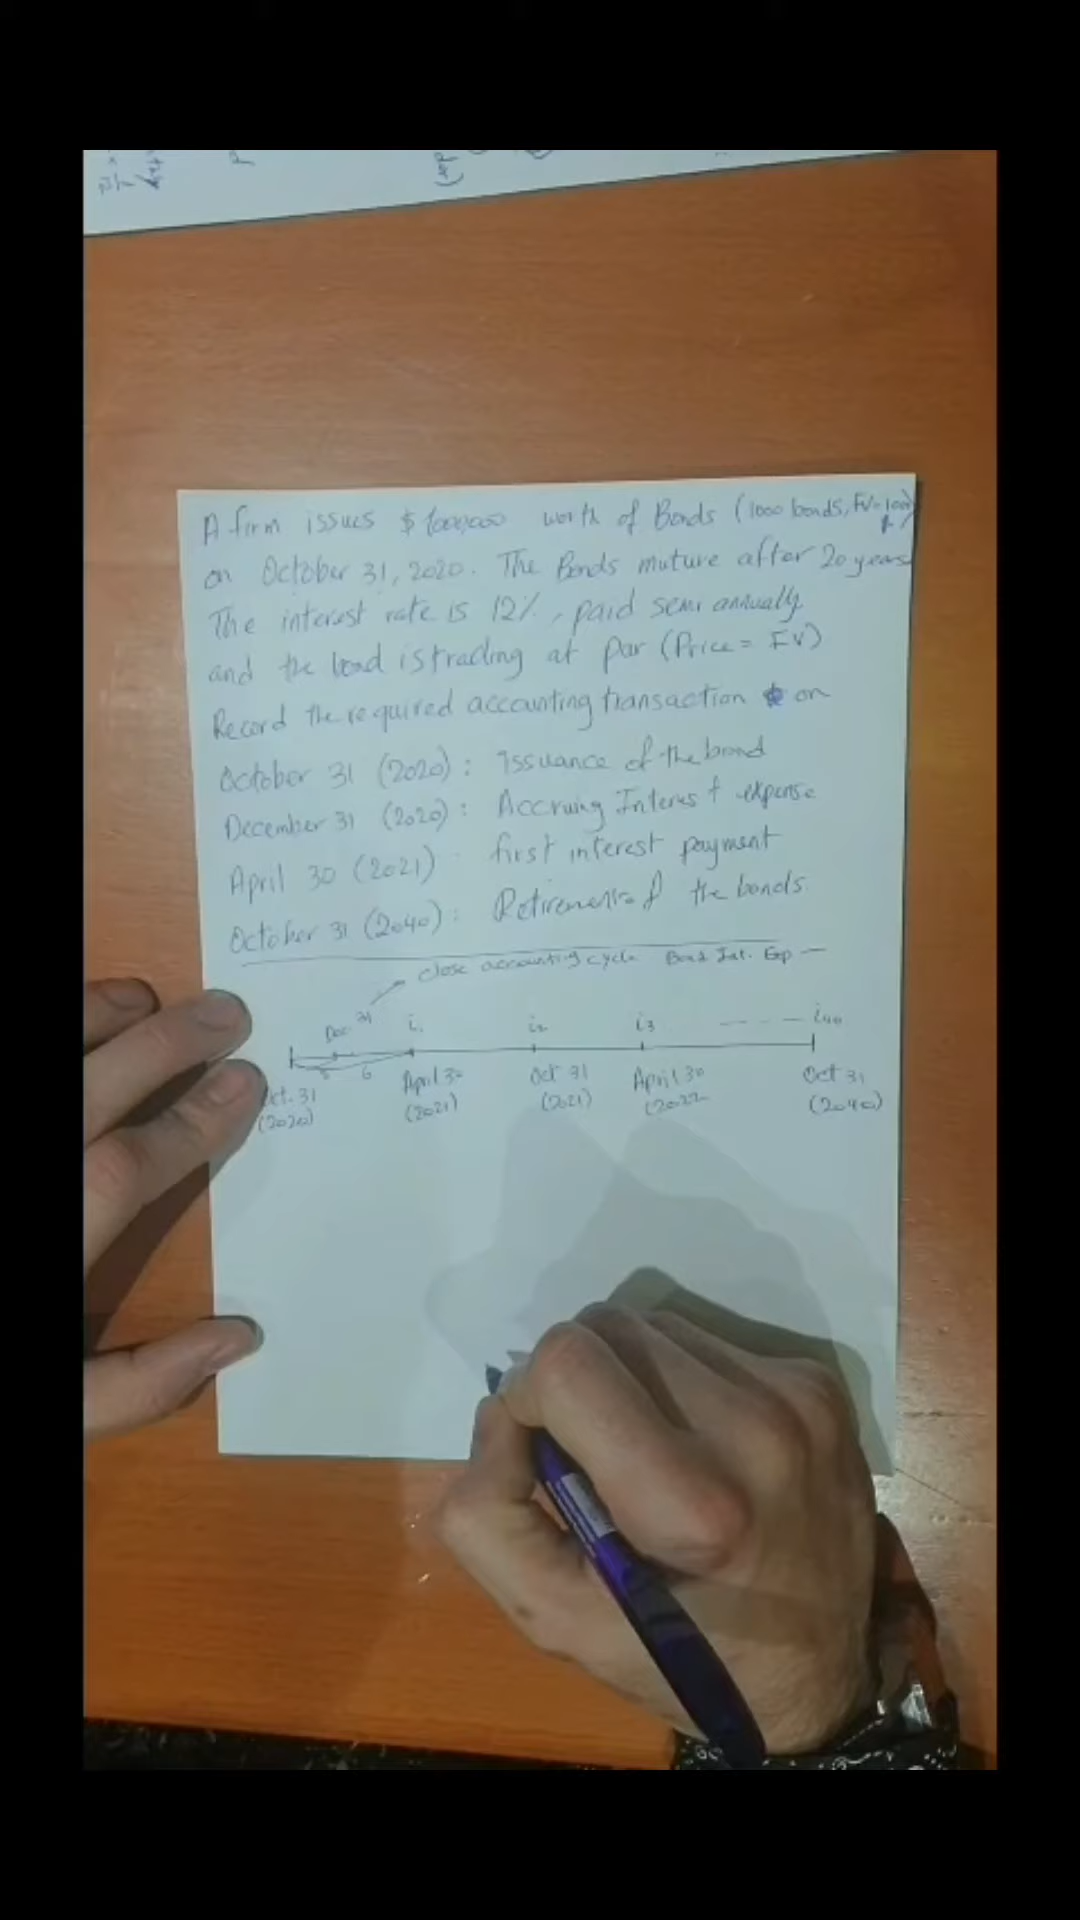 A firm issues $ 1000,000 worth of Bonds (1000 bonds, FV=1000)
on October 31, 2020. The Bonds muture after 20 years
The interest rate is 12%, paid semi annually
and the bond is trading at par (Price = FV)
Record the required accounting transaction on
October 31 (2020): Issuance of the bond
December 31 (2020): Accruing Interest expense
April 30 (2021) - first interest payment
October 31 (2040): Retirement of the bonds
close accounting cycle Bond Int. Exp —
Dec 31 i1 i2 i3 ---- i40
6
Oct. 31 April 30 Oct 31 April 30 Oct 31
(2020) (2021) (2021) (2022 (2040)